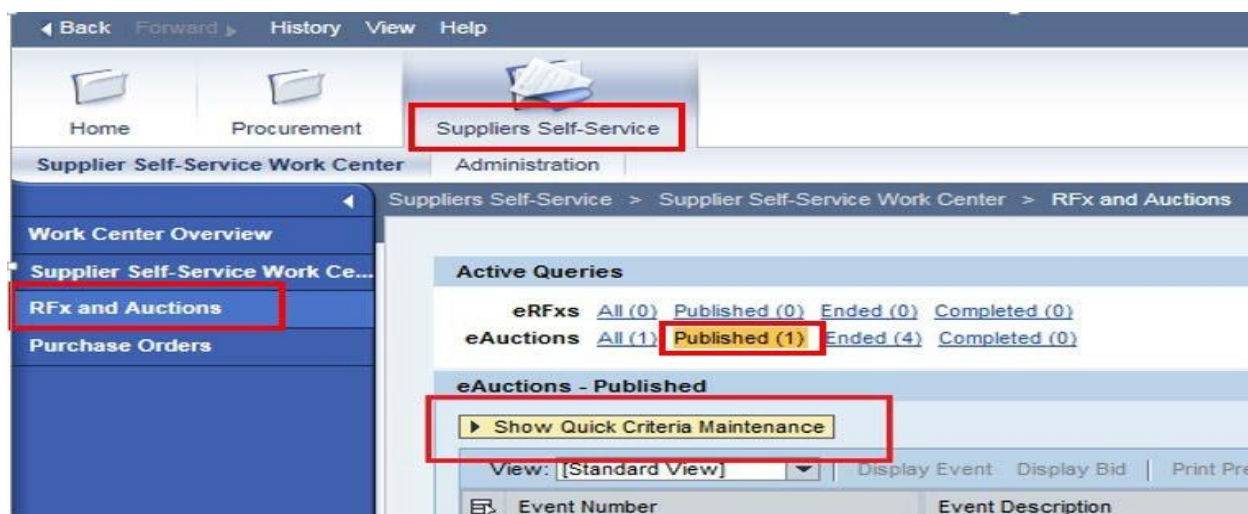 Back Forward History View Help
Home Procurement Suppliers Self-Service
Supplier Self-Service Work Center Administration
Suppliers Self-Service > Supplier Self-Service Work Center > RFx and Auctions
Work Center Overview
Supplier Self-Service Work Ce...
RFx and Auctions
Purchase Orders
Active Queries
eRFxs All (0) Published (0) Ended (0) Completed (0)
eAuctions All (1) Published (1) Ended (4) Completed (0)
eAuctions - Published
Show Quick Criteria Maintenance
View: [Standard View] Display Event Display Bid | Print Pre
Event Number Event Description